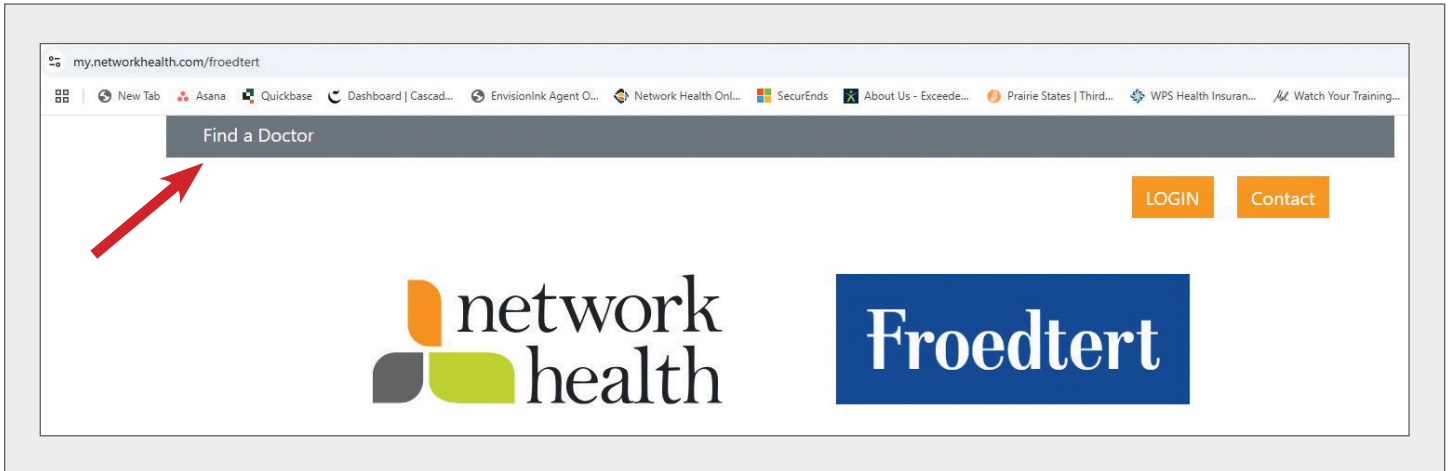 my.networkhealth.com/froedtert
New Tab Asana Quickbase Dashboard | Cascad... EnvisionInk Agent O... Network Health Onl... SecurEnds About Us - Exceede... Prairie States | Third... WPS Health Insuran... Watch Your Training...
Find a Doctor
LOGIN Contact
network
health
Froedtert